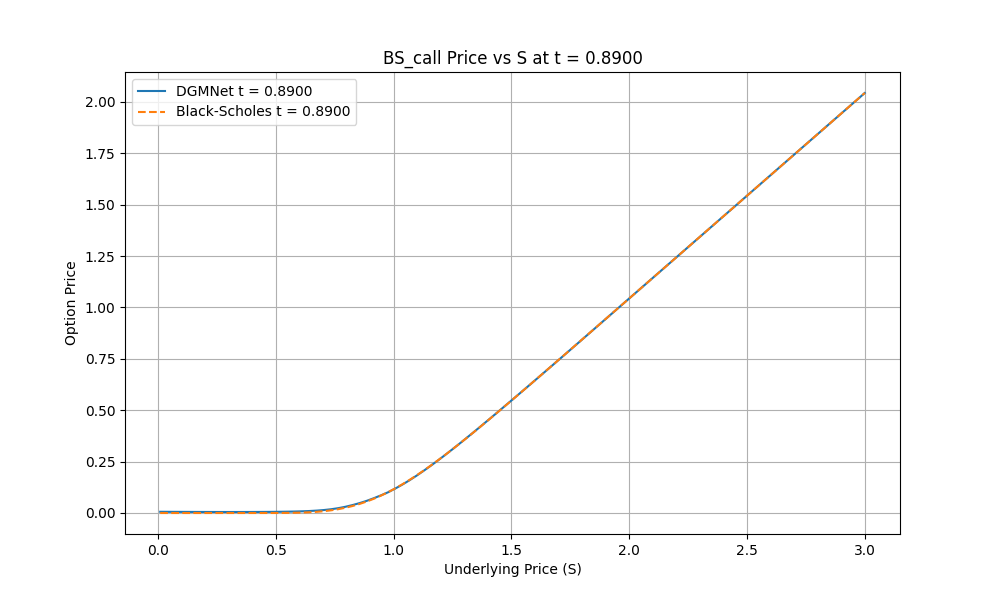 BS_call Price vs S at t = 0.8900
DGMNet t = 0.8900
Black-Scholes t = 0.8900
Option Price
2.00
1.75
1.50
1.25
1.00
0.75
0.50
0.25
0.00
0.0 0.5 1.0 1.5 2.0 2.5 3.0
Underlying Price (S)